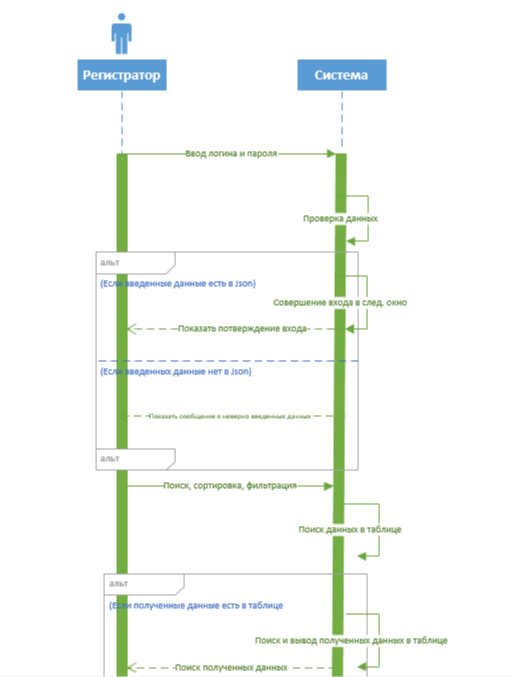 Регистратор
Система
Ввод логина и пароля
Проверка данных
альт
(Если введенные данные есть в Json)
Совершение входа в след. окно
Показать потверждение входа
(Если введенных данные нет в Json)
Показать сообщение о неверно введенных данных
альт
Поиск, сортировка, фильтрация
Поиск данных в таблице
альт
(Если полученные данные есть в таблице
Поиск и вывод полученных данных в таблице
Поиск полученных данных